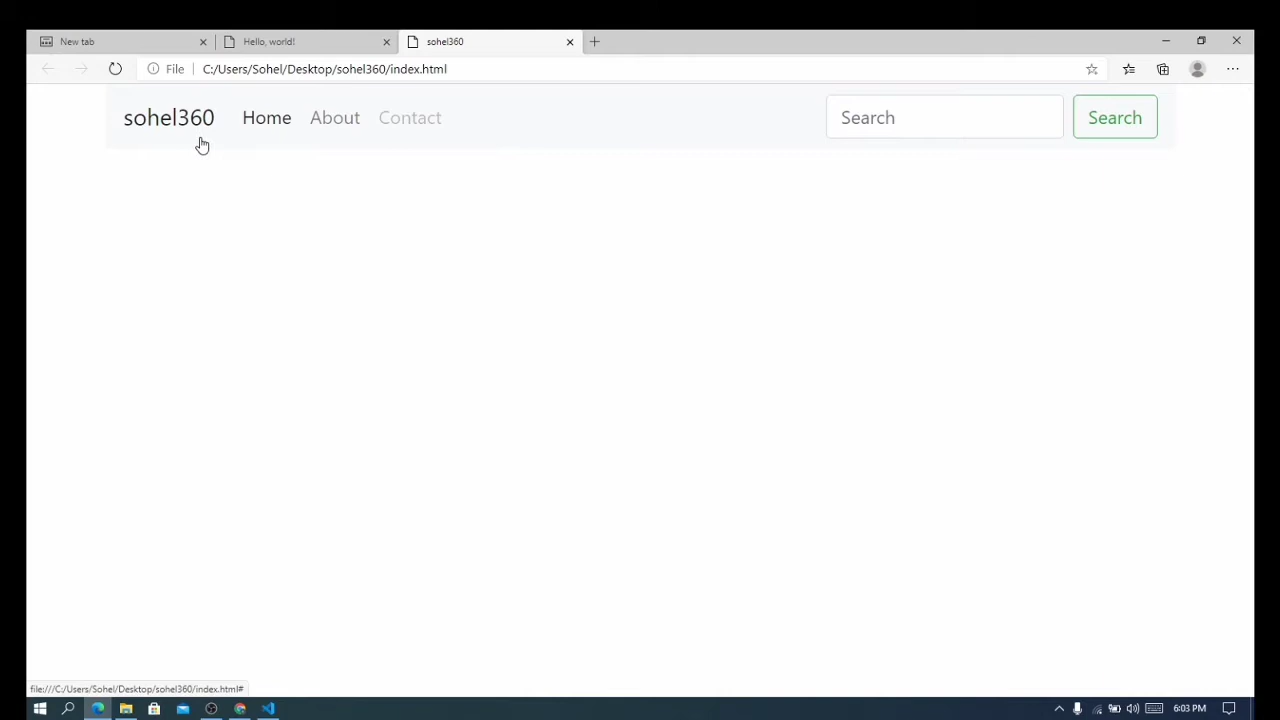 New tab
Hello, world!
sohel360
File
C:/Users/Sohel/Desktop/sohel360/index.html
sohel360 Home About Contact
Search
Search
file:///C:/Users/Sohel/Desktop/sohel360/index.html#
6:03 PM